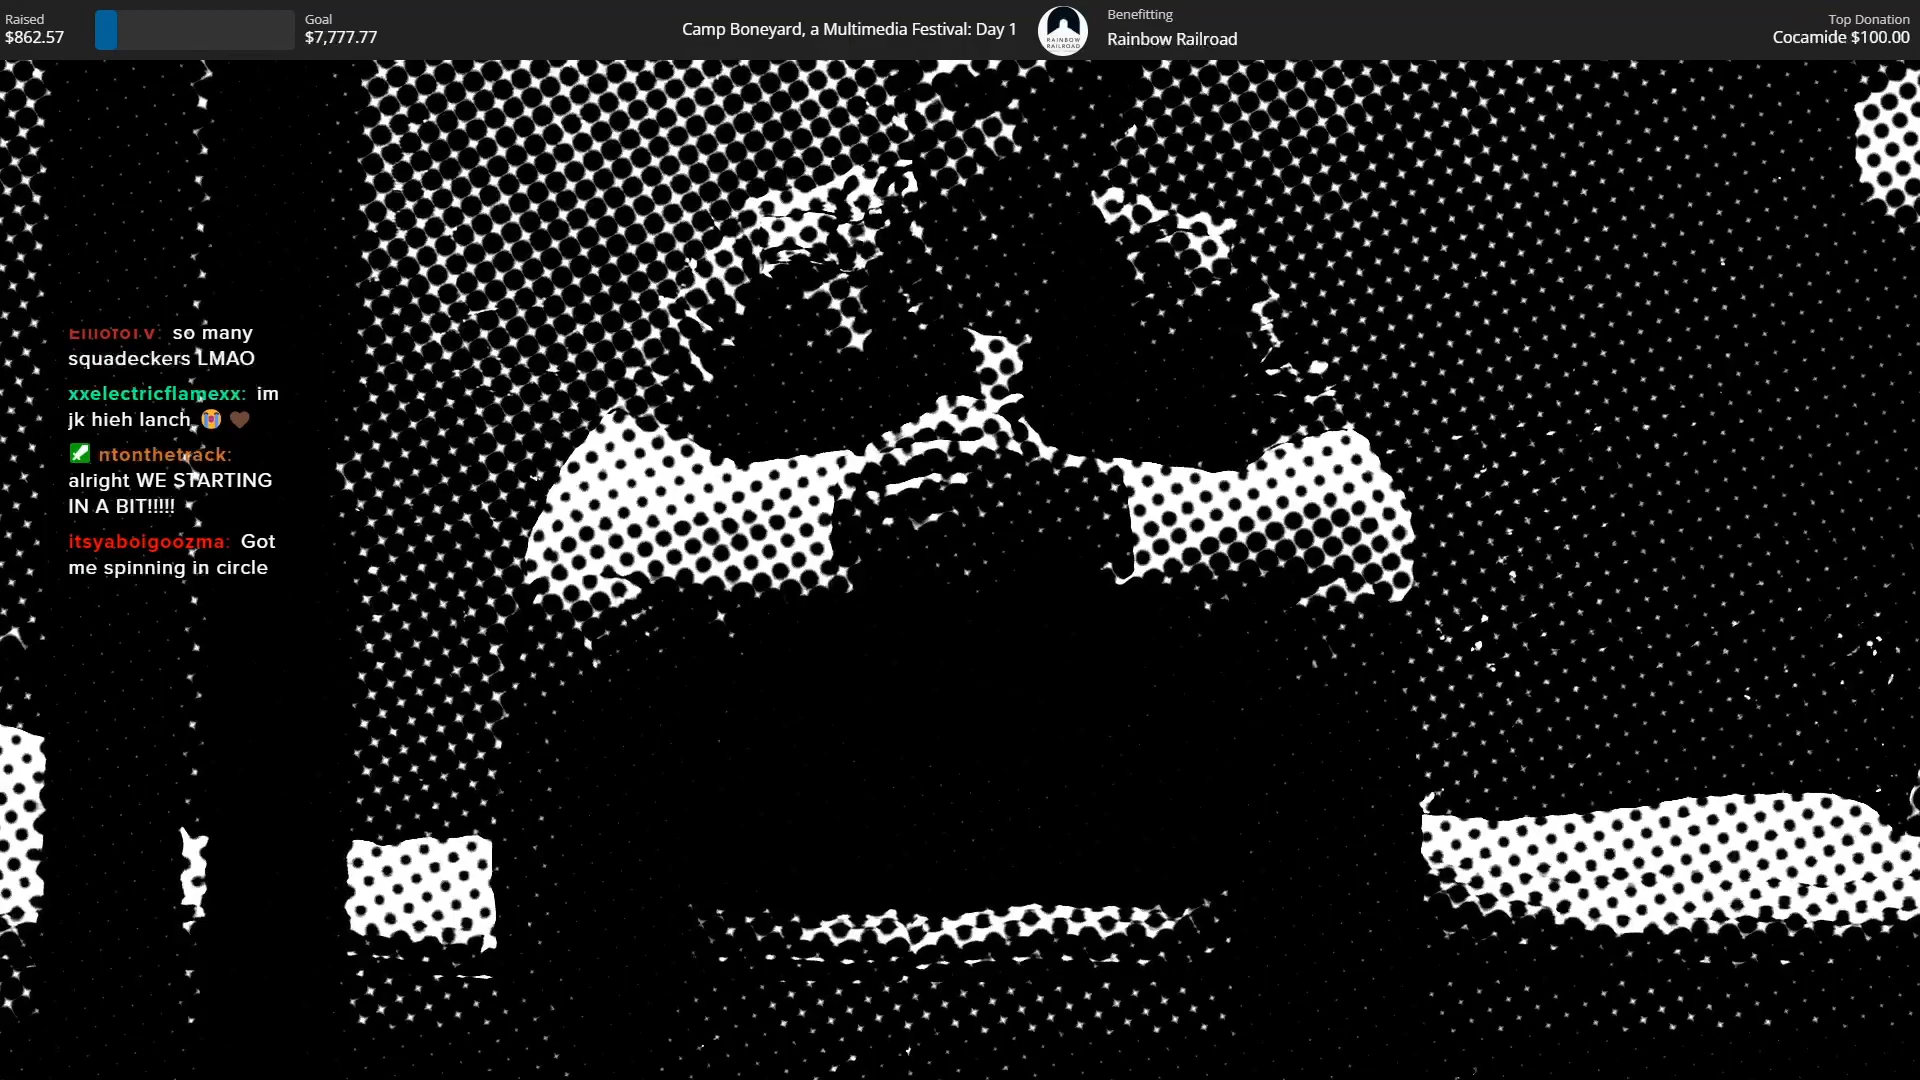 Raised
$862.57
Goal
$7,777.77
Camp Boneyard, a Multimedia Festival: Day 1
RAINBOW
RAILROAD
Benefitting
Rainbow Railroad
Top Donation
Cocamide $100.00
so many
squadeckers LMAO
xxelectricflamexx: im
jk hieh lanch 😭 🤎
ntonthetrack:
alright WE STARTING
IN A BIT!!!!!
itsyaboigoozma: Got
me spinning in circle